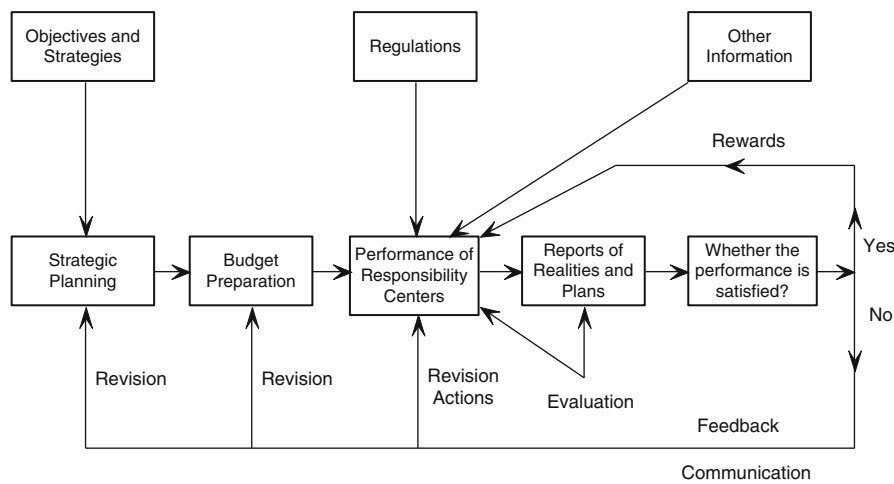 Objectives and
Strategies
Regulations
Other
Information
Rewards
Strategic
Planning
Budget
Preparation
Performance of
Responsibility
Centers
Reports of
Realities and
Plans
Whether the
performance is
satisfied?
Yes
No
Revision
Revision
Revision
Actions
Evaluation
Feedback
Communication